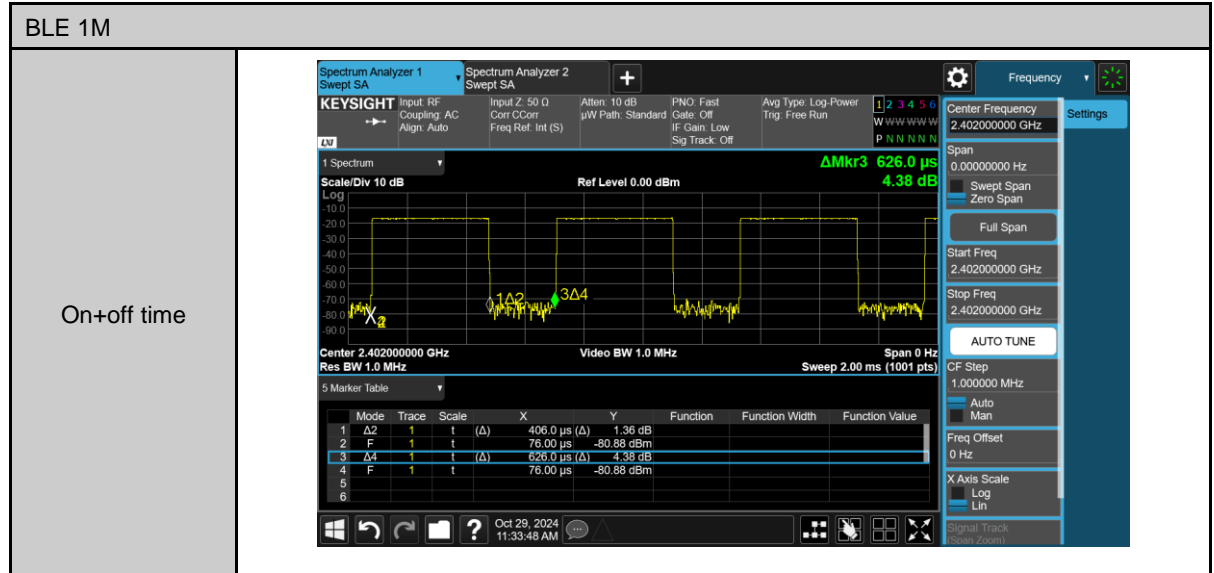 BLE 1M
On+off time
Spectrum Analyzer 1
Swept SA
Spectrum Analyzer 2
Swept SA
+
Frequency
KEYSIGHT
Input: RF
Coupling: AC
Align: Auto
Input Z: 50 Ω
Corr CCorr
Freq Ref: Int (S)
Atten: 10 dB
µW Path: Standard
PNO: Fast
Gate: Off
IF Gain: Low
Sig Track: Off
Avg Type: Log-Power
Trig: Free Run
1 2 3 4 5 6
W W W W W W
P N N N N N
LXI
1 Spectrum
ΔMkr3 626.0 µs
4.38 dB
Scale/Div 10 dB
Ref Level 0.00 dBm
Log
-10.0
-20.0
-30.0
-40.0
-50.0
-60.0
-70.0
-80.0
-90.0
1Δ2
3Δ4
X2
Center 2.402000000 GHz
Video BW 1.0 MHz
Span 0 Hz
Res BW 1.0 MHz
Sweep 2.00 ms (1001 pts)
5 Marker Table
Mode Trace Scale X Y Function Function Width Function Value
1 Δ2 1 t (Δ) 406.0 µs (Δ) 1.36 dB
2 F 1 t 76.00 µs -80.88 dBm
3 Δ4 1 t (Δ) 626.0 µs (Δ) 4.38 dB
4 F 1 t 76.00 µs -80.88 dBm
5
6
?
Oct 29, 2024
11:33:48 AM
Center Frequency
2.402000000 GHz
Settings
Span
0.00000000 Hz
Swept Span
Zero Span
Full Span
Start Freq
2.402000000 GHz
Stop Freq
2.402000000 GHz
AUTO TUNE
CF Step
1.000000 MHz
Auto
Man
Freq Offset
0 Hz
X Axis Scale
Log
Lin
Signal Track
(Span Zoom)